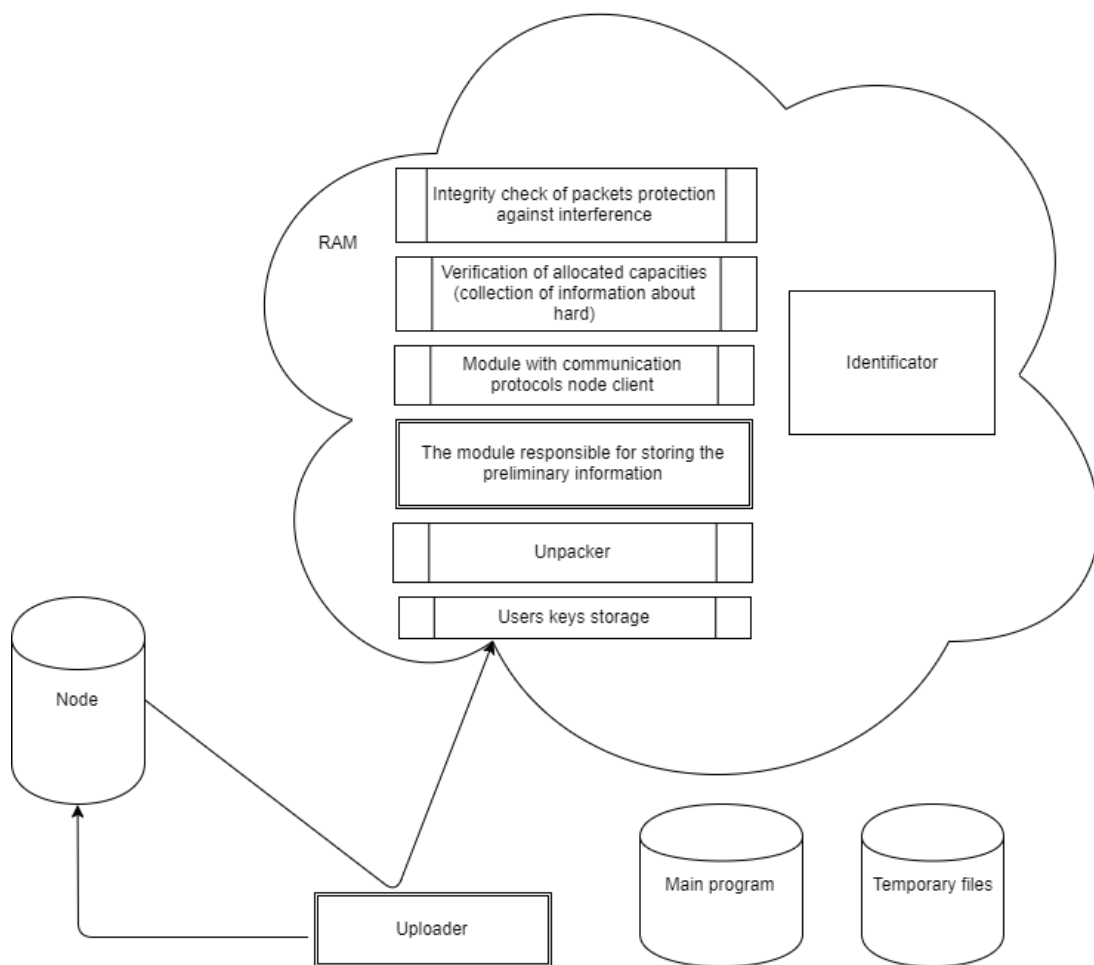 Integrity check of packets protection
against interference
RAM
Verification of allocated capacities
(collection of information about
hard)
Module with communication
protocols node client
Identificator
The module responsible for storing the
preliminary information
Unpacker
Users keys storage
Node
Main program
Temporary files
Uploader